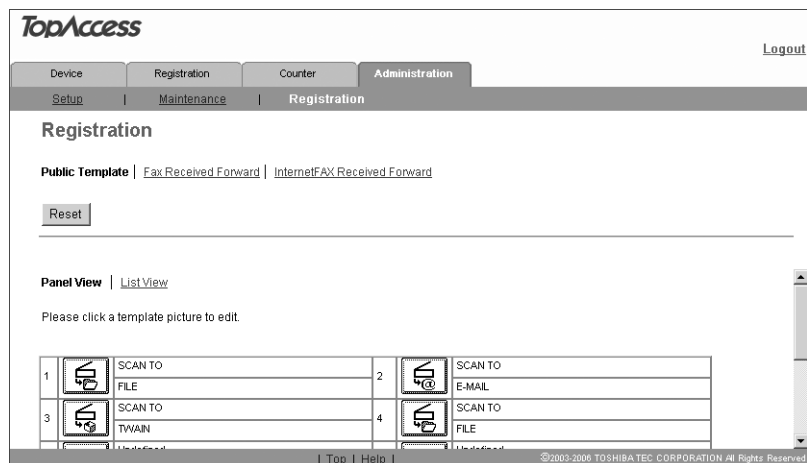 TopAccess
Logout
Device Registration Counter Administration
Setup | Maintenance | Registration
Registration
Public Template | Fax Received Forward | InternetFAX Received Forward
Reset
Panel View | List View
Please click a template picture to edit.
1 SCAN TO FILE 2 SCAN TO E-MAIL
3 SCAN TO TWAIN 4 SCAN TO FILE
Undefined Undefined
| Top | Help | ©2003-2006 TOSHIBA TEC CORPORATION All Rights Reserved